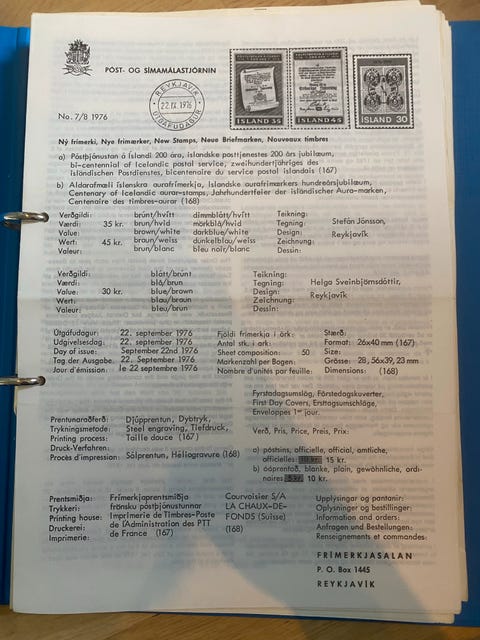 PÓST- OG SÍMAMÁLASTJÓRNIN
REYKJAVÍK
22.IX. 1976
ÚTGÁFUDAGUR
ÍSLAND 35
ÍSLAND 45
ÍSLAND 30
No. 7/8 1976
Ný frímerki, Nye frimærker, New Stamps, Neue Briefmarken, Nouveaux timbres
a) Póstþjónustan á Íslandi 200 ára, islandske posttjenestes 200 års jubilæum,
bi-centennial of Icelandic postal service, zweihundertjähriges des
isländischen Postdienstes, bicentenaire du service postal islandais (167)
b) Aldarafmæli íslenskra aurafrímerkja, Islandske aurafrimærkers hundreårsjubilæum,
Centenary of Icelandic aurar-stamps, Jahrhundertfeier der isländischer Aura-marken,
Centenaire des timbres-aurar (168)
Verðgildi: brúnt/hvítt dimmblátt/hvítt Teikning:
Værdi: 35 kr. brun/hvid mörkblå/hvid Tegning: Stefán Jónsson,
Value: brown/white darkblue/white Design: Reykjavík
Wert: 45 kr. braun/weiss dunkelblau/weiss Zeichnung:
Valeur: brun/blanc bleu noir/blanc Dessin:
Verðgildi: blátt/brúnt Teikning:
Værdi: blå/brun Tegning: Helga Sveinbjörnsdóttir,
Value: 30 kr. blue/brown Design: Reykjavík
Wert: blau/braun Zeichnung:
Valeur: bleu/brun Dessin:
Útgáfudagur: 22. september 1976 Fjöldi frímerkja í örk: Stærð:
Udgivelsesdag: 22. september 1976 Antal stk. i ark: Format: 26x40 mm (167)
Day of issue: September 22nd 1976 Sheet composition: 50 Size:
Tag der Ausgabe: 22. September 1976 Markenzahl per Bogen: Grösse: 28,56x39,23 mm
Jour d'émission: le 22 septembre 1976 Nombre d'unités par feuille: Dimensions: (168)
Fyrstadagsumslög, Förstedagskuverter,
First Day Covers, Ersttagsumschläge,
Enveloppes 1er jour.
Prentunaraðferð: Djúpprentun, Dybtryk,
Trykningsmetode: Steel engraving, Tiefdruck,
Printing process: Taille douce (167)
Druck-Verfahren:
Procés d'impression: Sólprentun, Héliogravure (168)
Verð, Pris, Price, Preis, Prix:
a) póstsins, officielle, official, amtliche,
officielles 15 kr.
b) óáprentað, blanke, plain, gewöhnliche, ordi-
naires 10 kr.
Prentsmiðja: Frímerkjaprentsmiðja Courvoisier S/A
Trykkeri: frönsku póstþjónustunnar LA CHAUX-DE-
Printing house: Imprimerie de Timbres-Poste FONDS (Suisse)
Druckerei: de l'Administration des PTT (168)
Imprimerie: de France (167)
Upplýsingar og pantanir:
Oplysninger og bestillinger:
Information and orders:
Anfragen und Bestellungen:
Renseignements et commandes:
FRÍMERKJASALAN
P. O. Box 1445
REYKJAVÍK